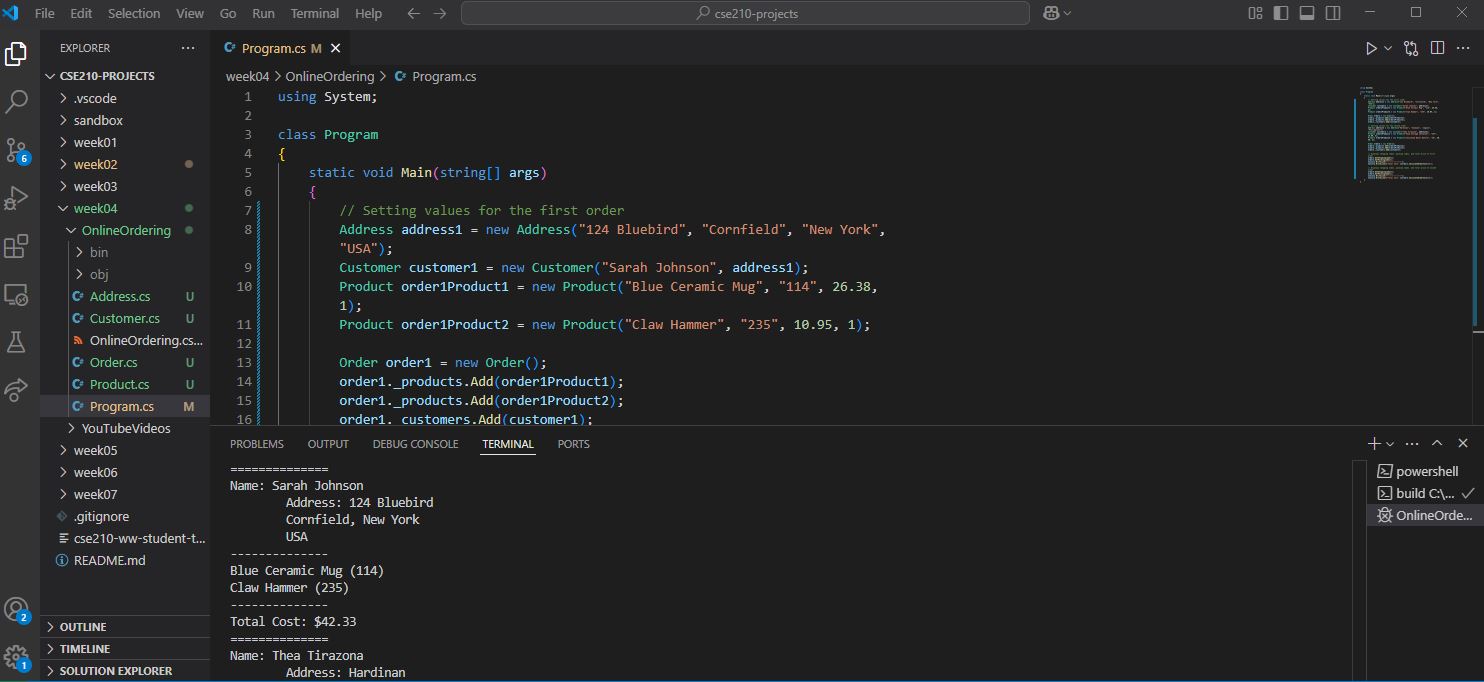 File Edit Selection View Go Run Terminal Help cse210-projects
EXPLORER
CSE210-PROJECTS
.vscode
sandbox
week01
week02
week03
week04
OnlineOrdering
bin
obj
Address.cs U
Customer.cs U
OnlineOrdering.cs...
Order.cs U
Product.cs U
Program.cs M
YouTubeVideos
week05
week06
week07
.gitignore
cse210-ww-student-t...
README.md
OUTLINE
TIMELINE
SOLUTION EXPLORER
6
2
1
Program.cs M
week04 > OnlineOrdering > Program.cs
1 using System;
2
3 class Program
4 {
5 static void Main(string[] args)
6 {
7 // Setting values for the first order
8 Address address1 = new Address("124 Bluebird", "Cornfield", "New York",
"USA");
9 Customer customer1 = new Customer("Sarah Johnson", address1);
10 Product order1Product1 = new Product("Blue Ceramic Mug", "114", 26.38,
1);
11 Product order1Product2 = new Product("Claw Hammer", "235", 10.95, 1);
12
13 Order order1 = new Order();
14 order1._products.Add(order1Product1);
15 order1._products.Add(order1Product2);
16 order1._customers.Add(customer1);
PROBLEMS OUTPUT DEBUG CONSOLE TERMINAL PORTS
==============
Name: Sarah Johnson
Address: 124 Bluebird
Cornfield, New York
USA
--------------
Blue Ceramic Mug (114)
Claw Hammer (235)
--------------
Total Cost: $42.33
==============
Name: Thea Tirazona
Address: Hardinan
powershell
build C:\...
OnlineOrde...